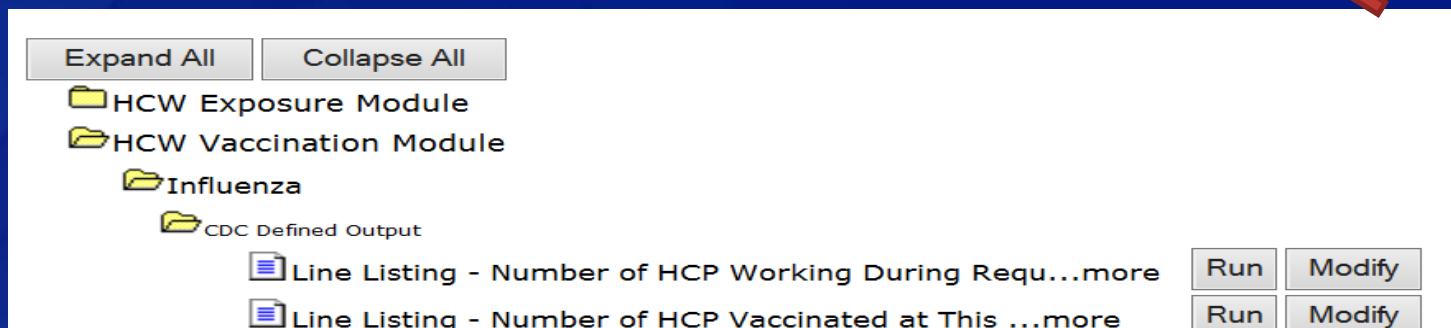 Expand All Collapse All
HCW Exposure Module
HCW Vaccination Module
Influenza
CDC Defined Output
Line Listing - Number of HCP Working During Requ...more Run Modify
Line Listing - Number of HCP Vaccinated at This ...more Run Modify